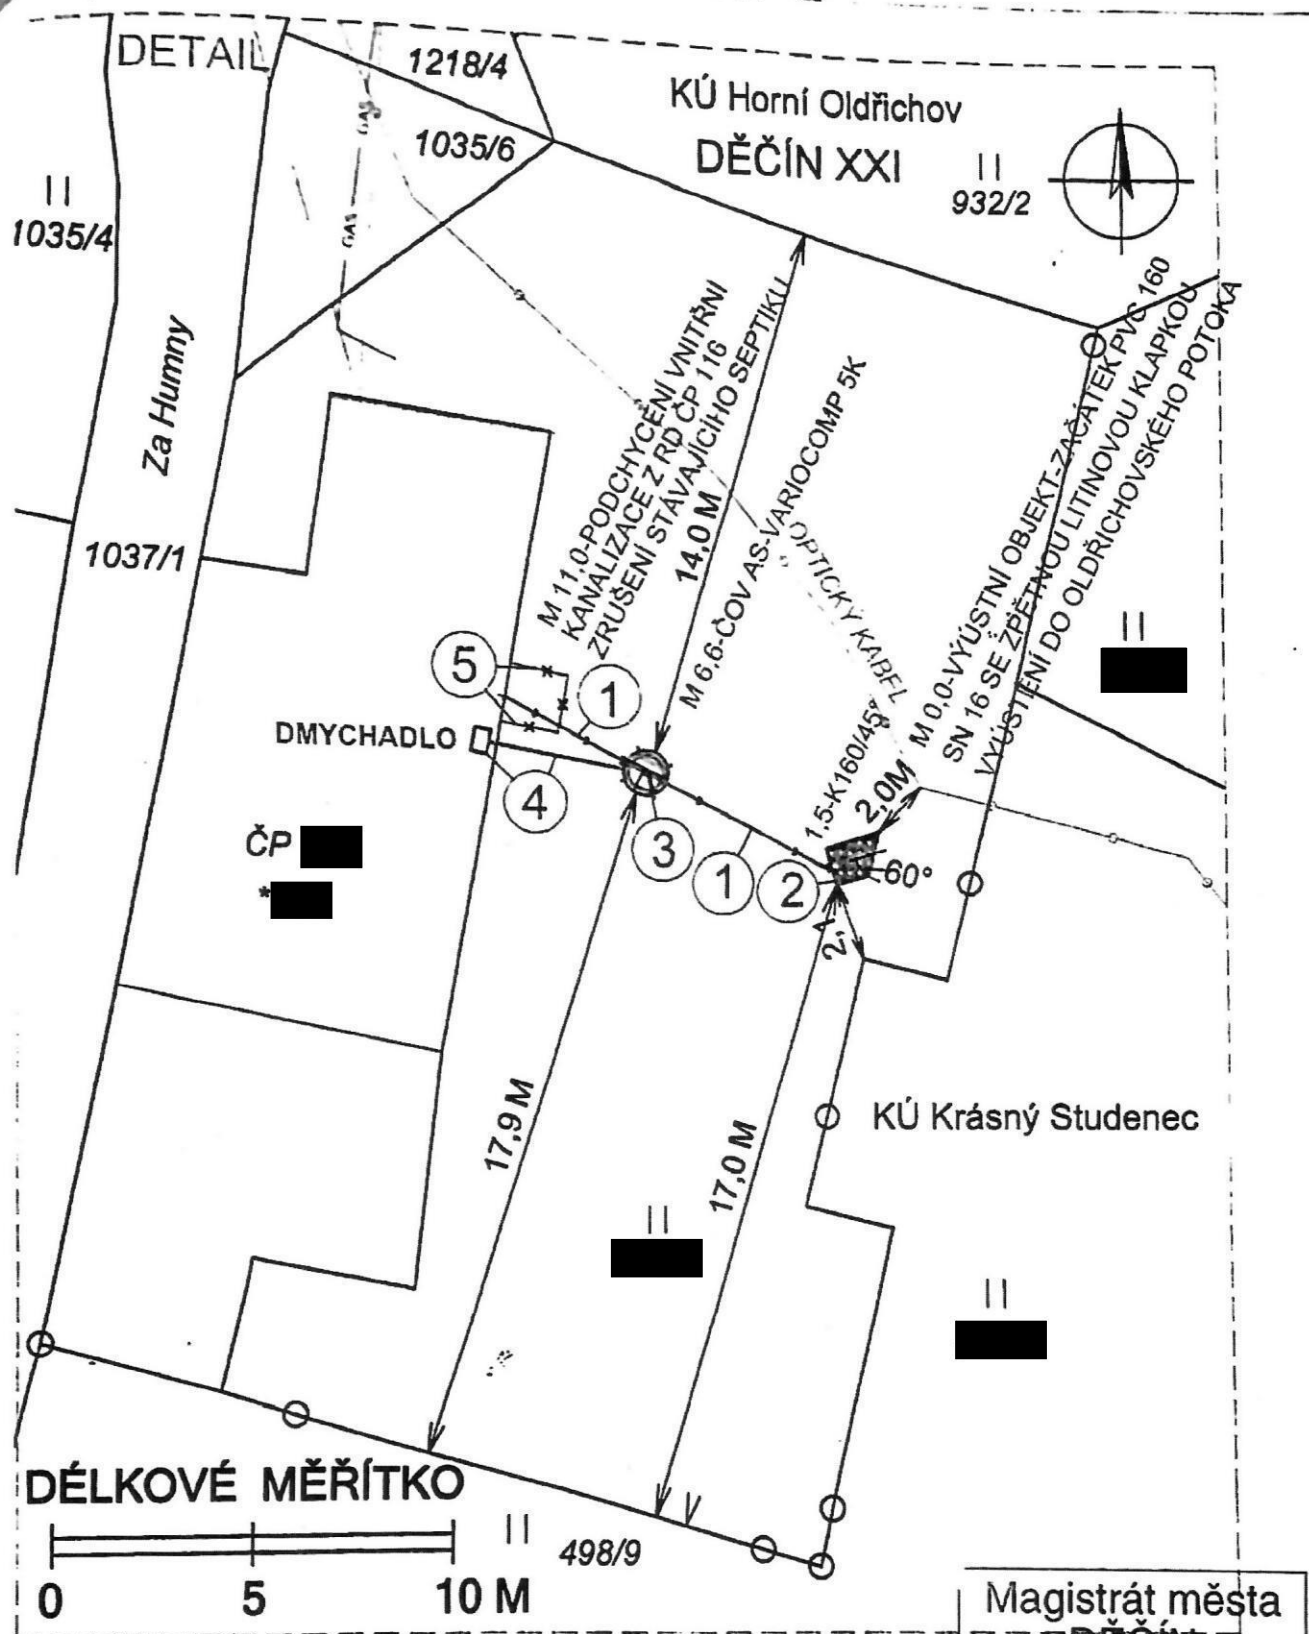 DETAIL
1218/4
KÚ Horní Oldřichov
DĚČÍN XXI
1035/6
GAS
GAS
932/2
1035/4
Za Humny
1037/1
M 11,0-PODCHYCENÍ VNITŘNÍ
KANALIZACE Z RD ČP 116
ZRUŠENÍ STÁVAJÍCÍHO SEPTIKU
14,0 M
M 6,6-ČOV AS-VARIOCOMP 5K
OPTICKÝ KABEL
M 0,0-VÝÚSTNÍ OBJEKT-ZAČÁTEK PVC 160
SN 16 SE ZPĚTNOU LITINOVOU KLAPKOU
VYÚSTĚNÍ DO OLDŘICHOVSKÉHO POTOKA
5
1
DMYCHADLO
4
3
1
2
1,5-K160/45°
2,0M
60°
ČP
*
17,9 M
17,0 M
KÚ Krásný Studenec
DÉLKOVÉ MĚŘÍTKO
0 5 10 M
498/9
Magistrát města
DĚČÍN